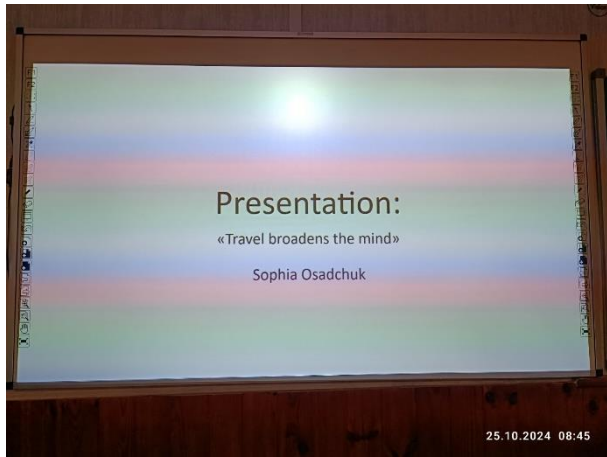 Presentation:
«Travel broadens the mind»
Sophia Osadchuk
25.10.2024 08:45